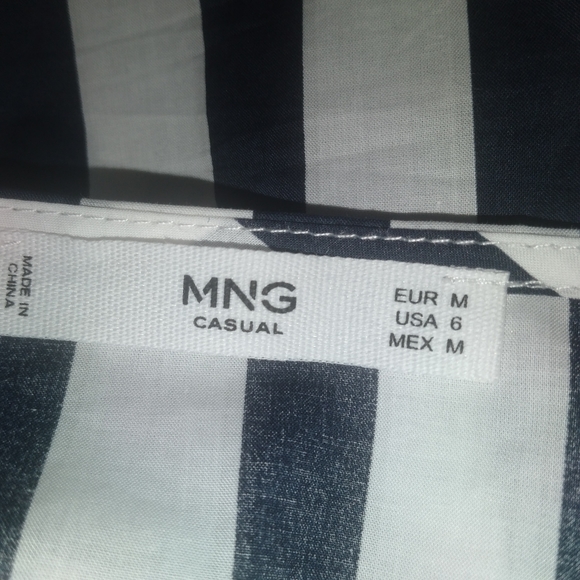 MADE IN
CHINA
MNG
CASUAL
EUR M
USA 6
MEX M